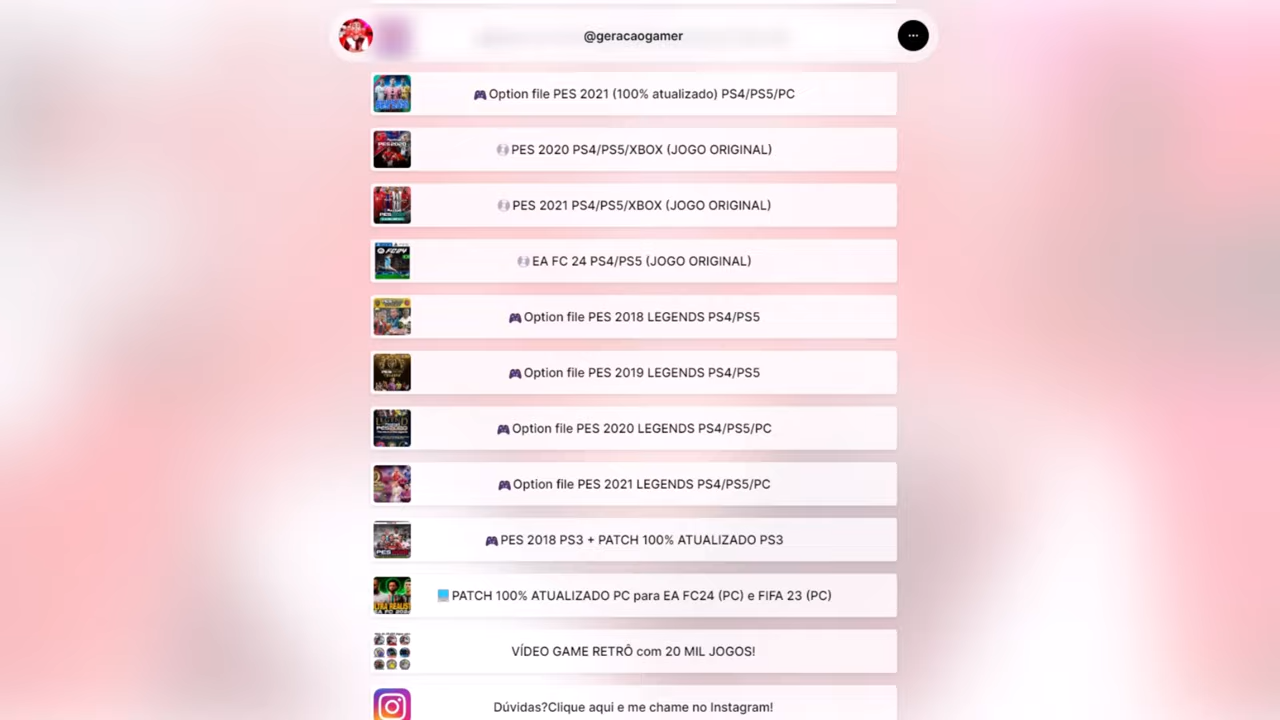 @geracaogamer
Option file PES 2021 (100% atualizado) PS4/PS5/PC
PES 2020 PS4/PS5/XBOX (JOGO ORIGINAL)
PES 2021 PS4/PS5/XBOX (JOGO ORIGINAL)
EA FC 24 PS4/PS5 (JOGO ORIGINAL)
Option file PES 2018 LEGENDS PS4/PS5
Option file PES 2019 LEGENDS PS4/PS5
Option file PES 2020 LEGENDS PS4/PS5/PC
Option file PES 2021 LEGENDS PS4/PS5/PC
PES 2018 PS3 + PATCH 100% ATUALIZADO PS3
PATCH 100% ATUALIZADO PC para EA FC24 (PC) e FIFA 23 (PC)
VÍDEO GAME RETRÔ com 20 MIL JOGOS!
Dúvidas?Clique aqui e me chame no Instagram!